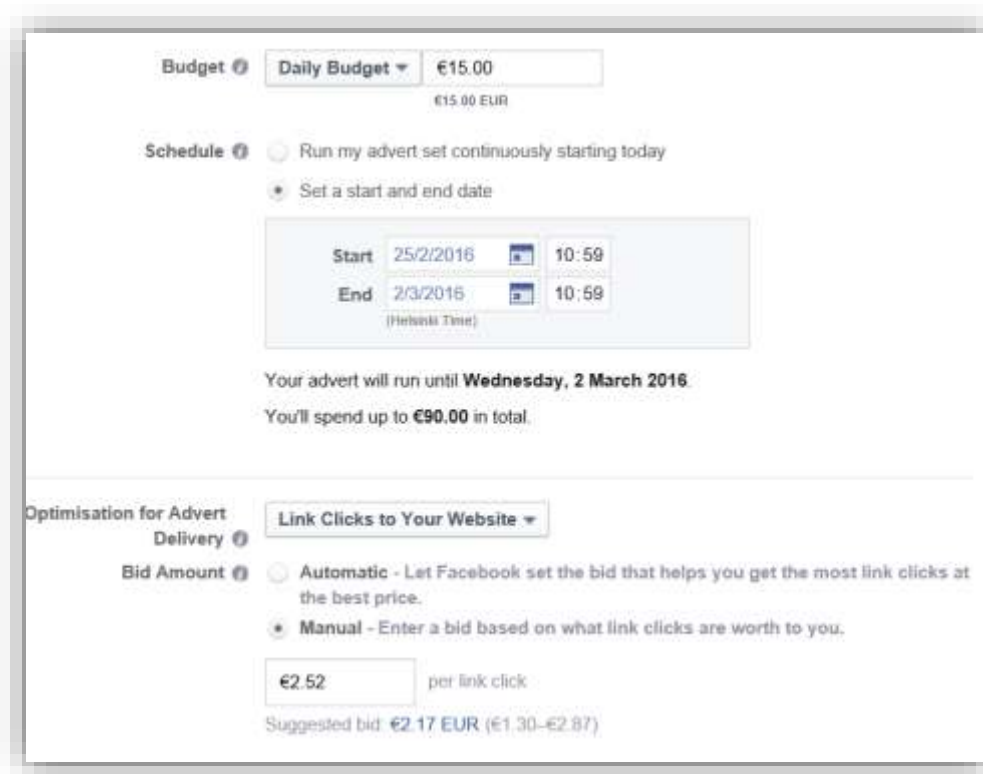 Budget Daily Budget €15.00
€15.00 EUR
Schedule Run my advert set continuously starting today
Set a start and end date
Start 25/2/2016 10:59
End 2/3/2016 10:59
(Helsinki Time)
Your advert will run until Wednesday, 2 March 2016.
You'll spend up to €90.00 in total.
Optimisation for Advert
Delivery
Link Clicks to Your Website
Bid Amount Automatic - Let Facebook set the bid that helps you get the most link clicks at
the best price.
Manual - Enter a bid based on what link clicks are worth to you.
€2.52 per link click
Suggested bid: €2.17 EUR (€1.30–€2.87)